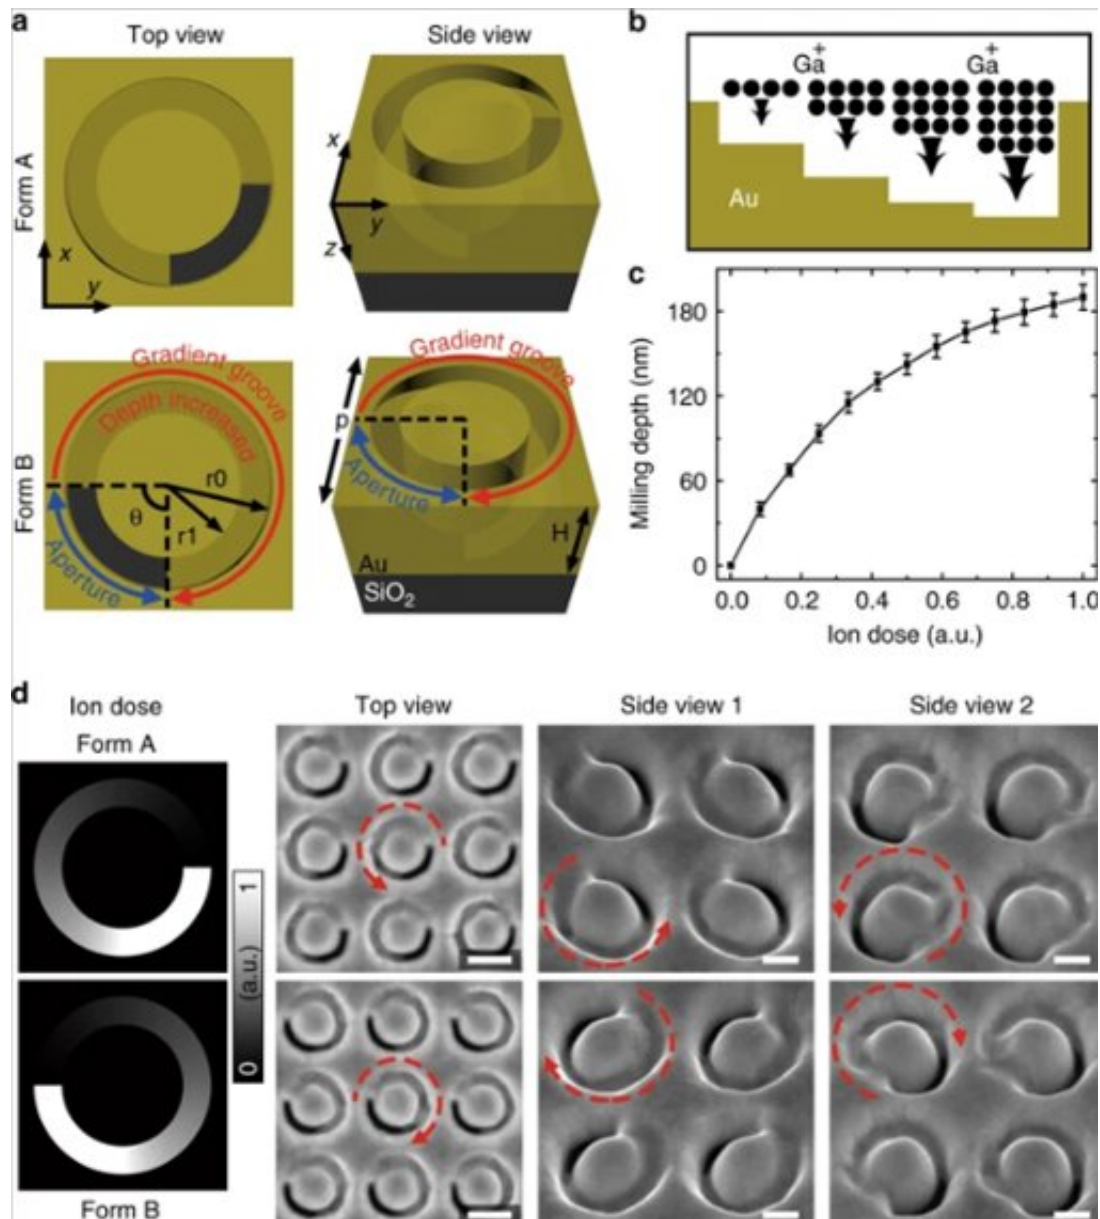 a
Top view
Side view
Form A
x
y
x
y
z
Form B
Gradient groove
Depth increased
r0
θ
r1
Aperture
Gradient groove
p
Aperture
H
Au
SiO2
b
Ga+
Ga+
Au
c
Milling depth (nm)
180
120
60
0
0.0 0.2 0.4 0.6 0.8 1.0
Ion dose (a.u.)
d
Ion dose
Top view
Side view 1
Side view 2
Form A
0 (a.u.) 1
Form B